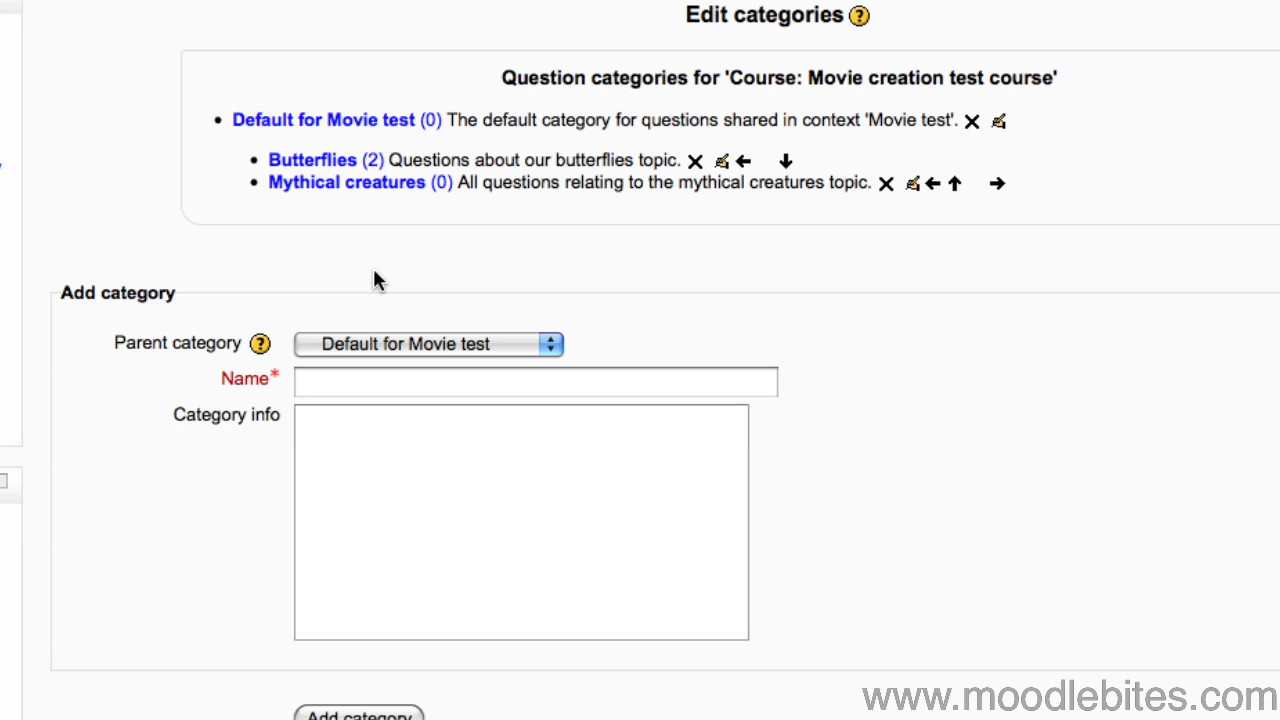 Edit categories
Question categories for 'Course: Movie creation test course'
Default for Movie test (0) The default category for questions shared in context 'Movie test'.
Butterflies (2) Questions about our butterflies topic.
Mythical creatures (0) All questions relating to the mythical creatures topic.
Add category
Parent category Default for Movie test
Name*
Category info
Add category
www.moodlebites.com